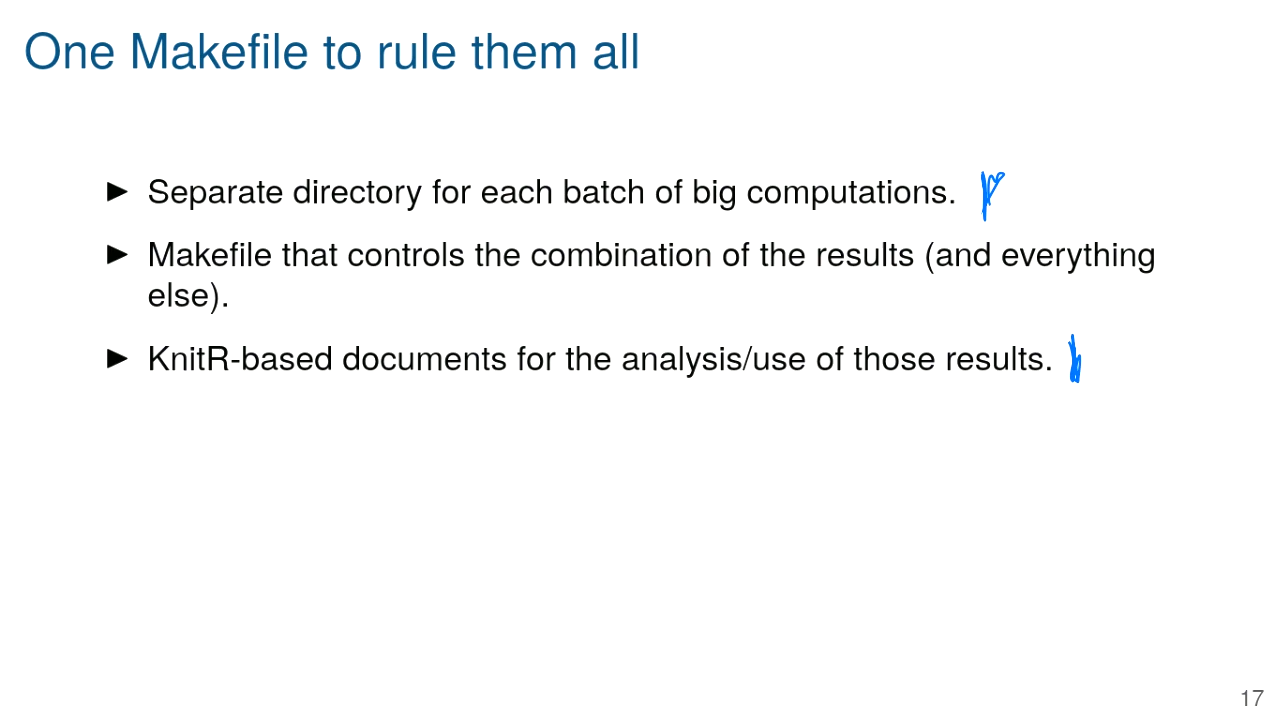 One Makefile to rule them all
▶ Separate directory for each batch of big computations.
▶ Makefile that controls the combination of the results (and everything
else).
▶ KnitR-based documents for the analysis/use of those results.
17